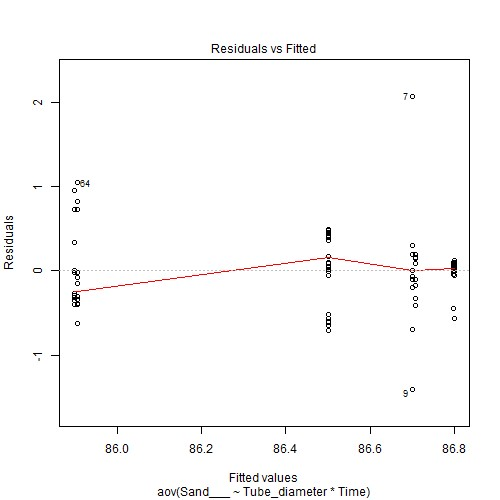 Residuals vs Fitted
Residuals
2
1
0
-1
7
64
9
86.0 86.2 86.4 86.6 86.8
Fitted values
aov(Sand___ ~ Tube_diameter * Time)